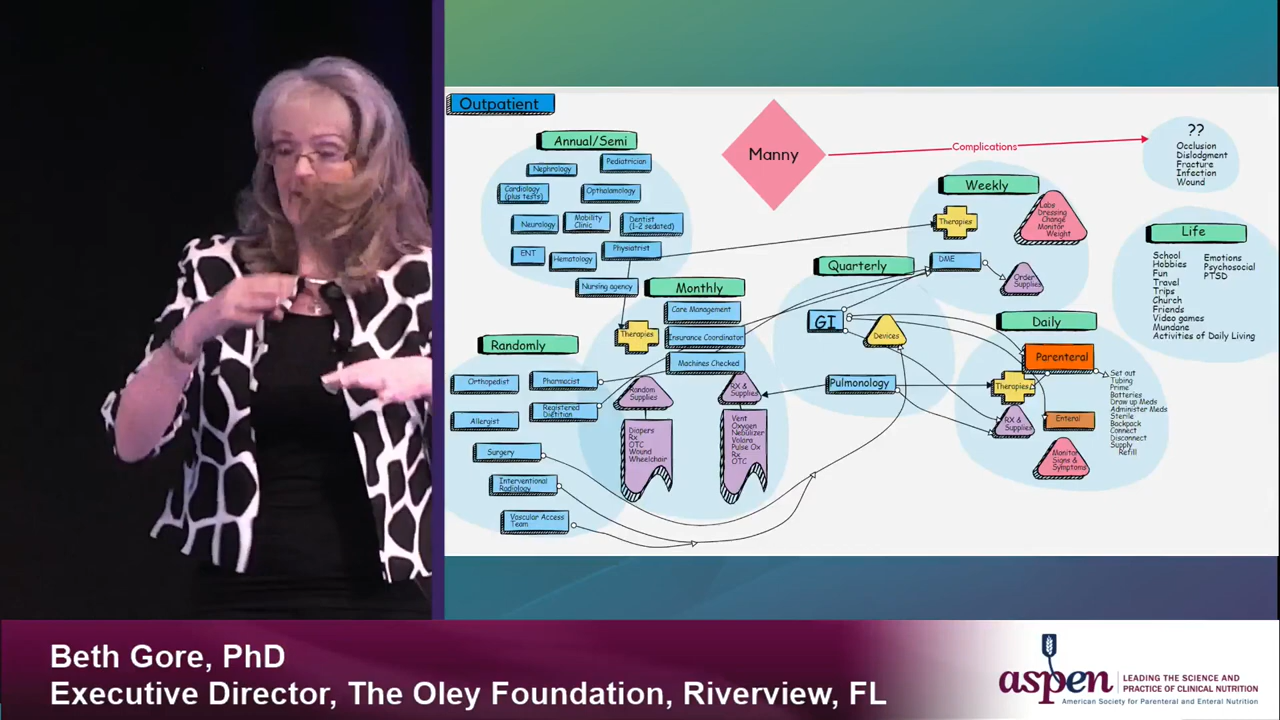 Outpatient
Annual/Semi
Nephrology
Pediatrician
Cardiology
(plus tests)
Opthalamology
Neurology
Mobility
Clinic
Dentist
(1-2 sedated)
ENT
Hematology
Physiatrist
Nursing agency
Manny
Complications
??
Occlusion
Dislodgment
Fracture
Infection
Wound
Weekly
Therapies
Labs
Dressing
Change
Monitor
Weight
DME
Order
Supplies
Life
School
Hobbies
Fun
Travel
Trips
Church
Friends
Video games
Mundane
Activities of Daily Living
Emotions
Psychosocial
PTSD
Monthly
Care Management
Insurance Coordinator
Machines Checked
Therapies
Random
Supplies
Diapers
Rx
OTC
Wound
Wheelchair
RX &
Supplies
Vent
Oxygen
Nebulizer
Volara
Pulse Ox
Rx
OTC
Quarterly
GI
Devices
Pulmonology
Daily
Parenteral
Therapies
RX &
Supplies
Enteral
Monitor
Signs &
Symptoms
Set out
Tubing
Prime
Batteries
Draw up Meds
Administer Meds
Sterile
Backpack
Connect
Disconnect
Supply
Refill
Randomly
Orthopedist
Pharmacist
Allergist
Registered
Dietitian
Surgery
Interventional
Radiology
Vascular Access
Team
Beth Gore, PhD
Executive Director, The Oley Foundation, Riverview, FL
aspen
LEADING THE SCIENCE AND
PRACTICE OF CLINICAL NUTRITION
American Society for Parenteral and Enteral Nutrition